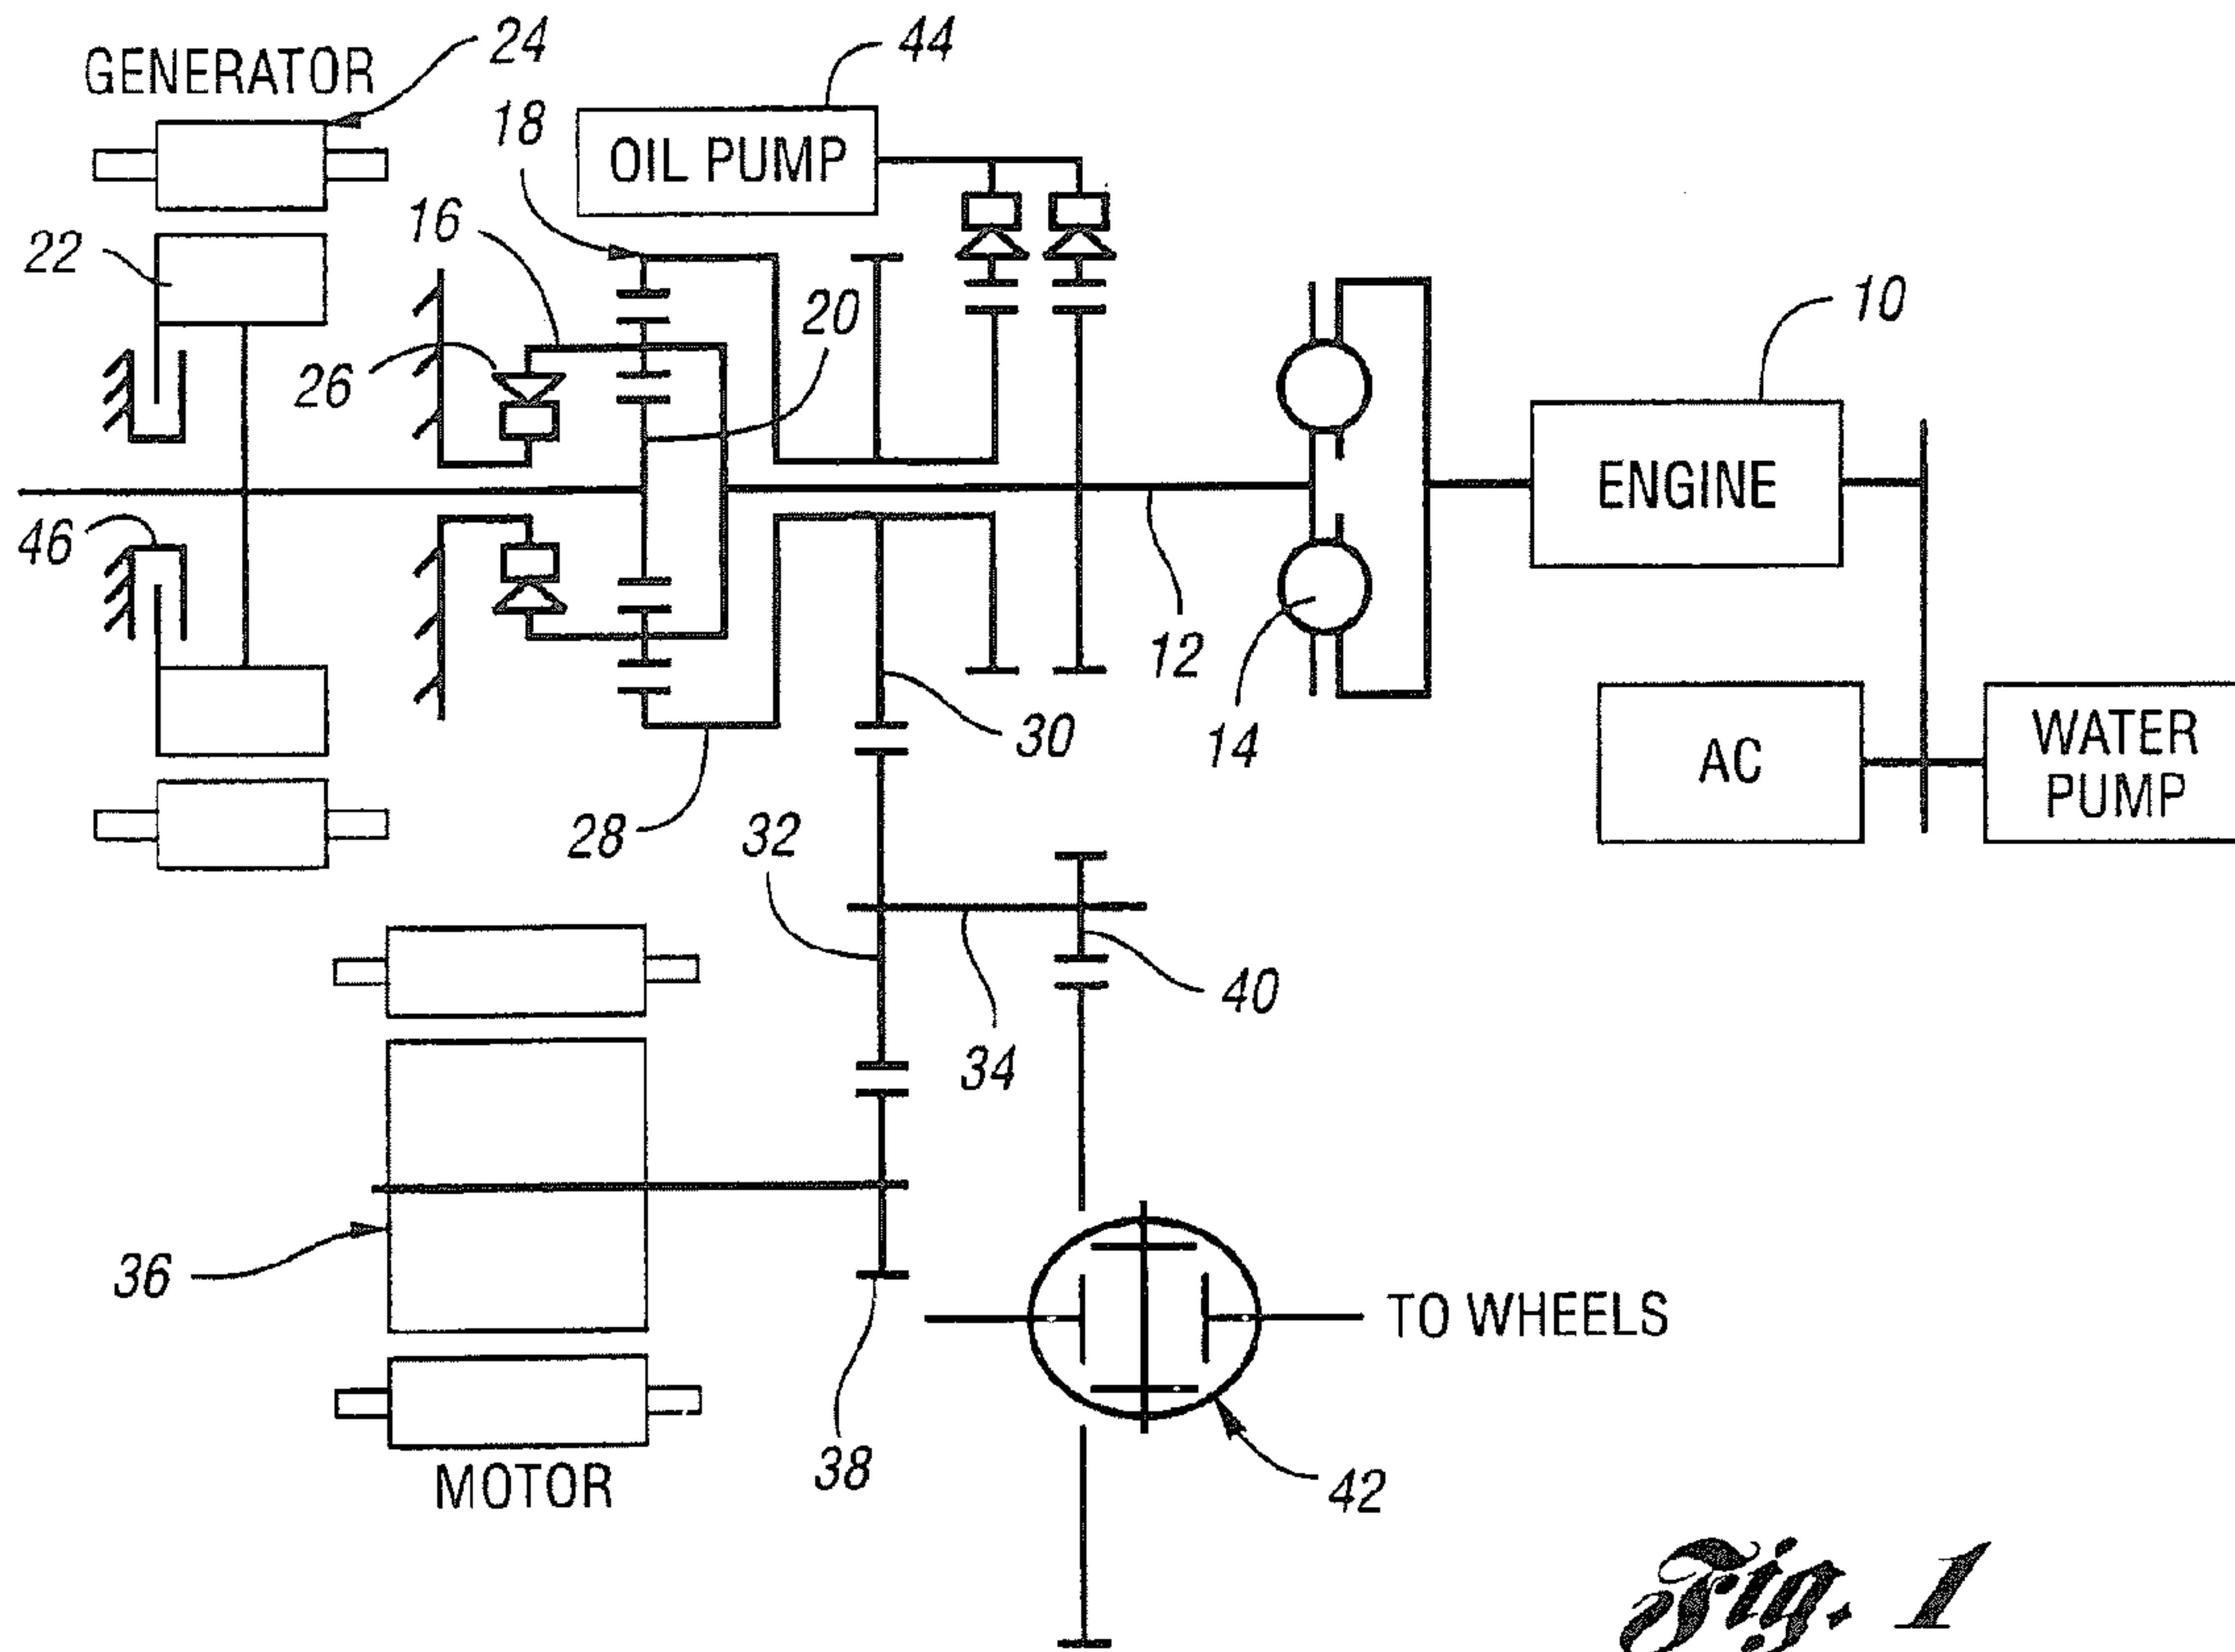 GENERATOR
24
44
18
OIL PUMP
16
22
20
10
26
ENGINE
46
12
14
30
AC
WATER
PUMP
28
32
40
34
36
TO WHEELS
38
42
MOTOR
Fig. 1